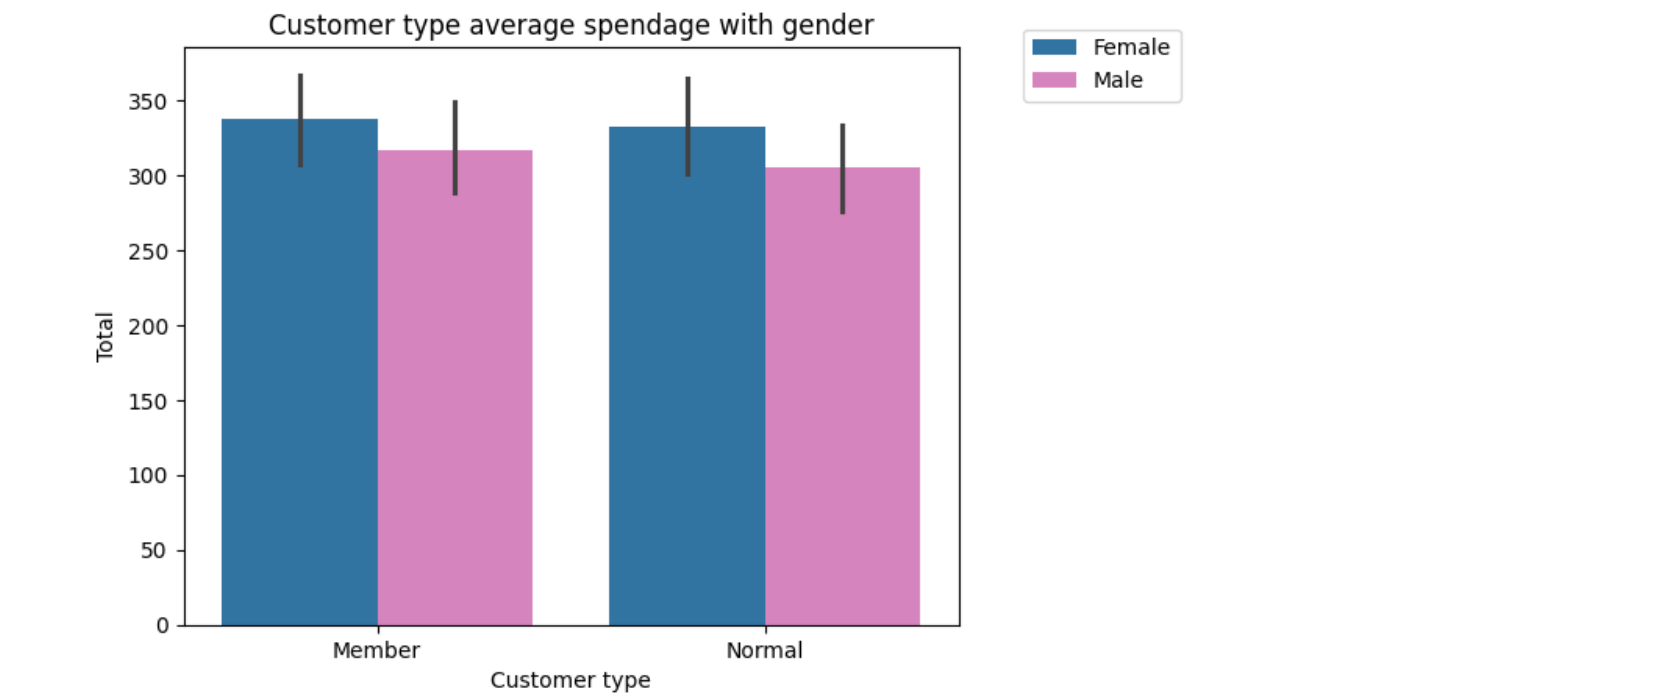 Customer type average spendage with gender
Female
Male
350
300
250
200
150
100
50
0
Total
Member
Normal
Customer type